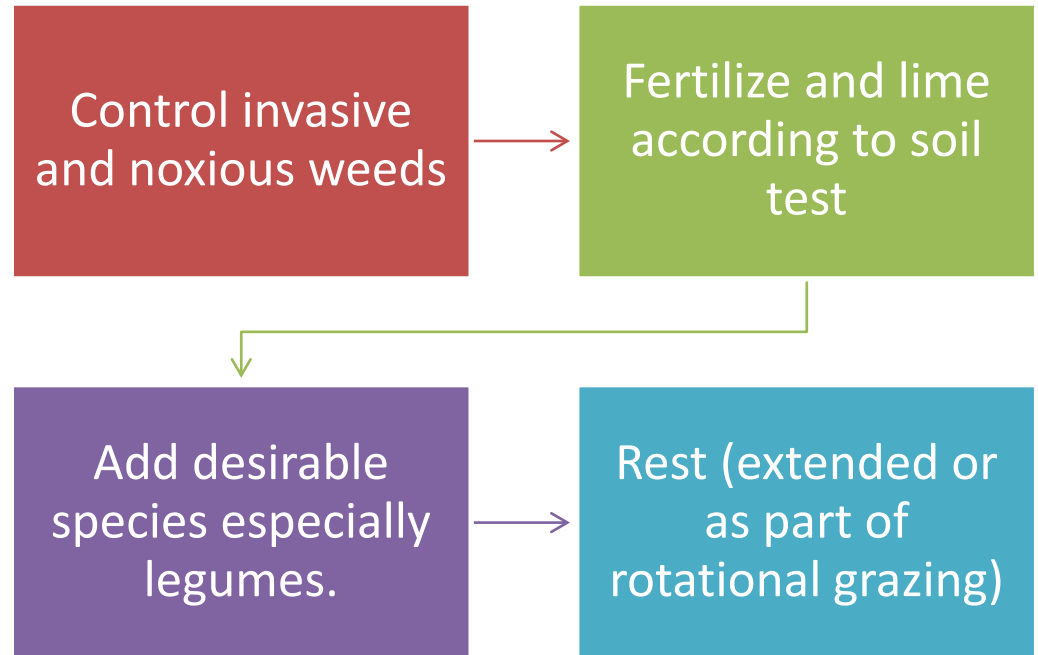 Control invasive
and noxious weeds
Fertilize and lime
according to soil
test
Add desirable
species especially
legumes.
Rest (extended or
as part of
rotational grazing)